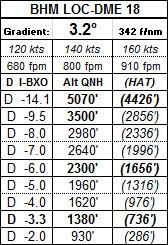 BHM LOC-DME 18
Gradient: 3.2° 342 f/nm
120 kts 140 kts 160 kts
680 fpm 800 fpm 910 fpm
D I-BXO Alt QNH (HAT)
D -14.1 5070' (4426')
D -9.5 3500' (2856')
D -8.0 2980' (2336')
D -7.0 2640' (1996')
D -6.0 2300' (1656')
D -5.0 1960' (1316')
D -4.0 1620' (976')
D -3.3 1380' (736')
D -2.0 930' (286')